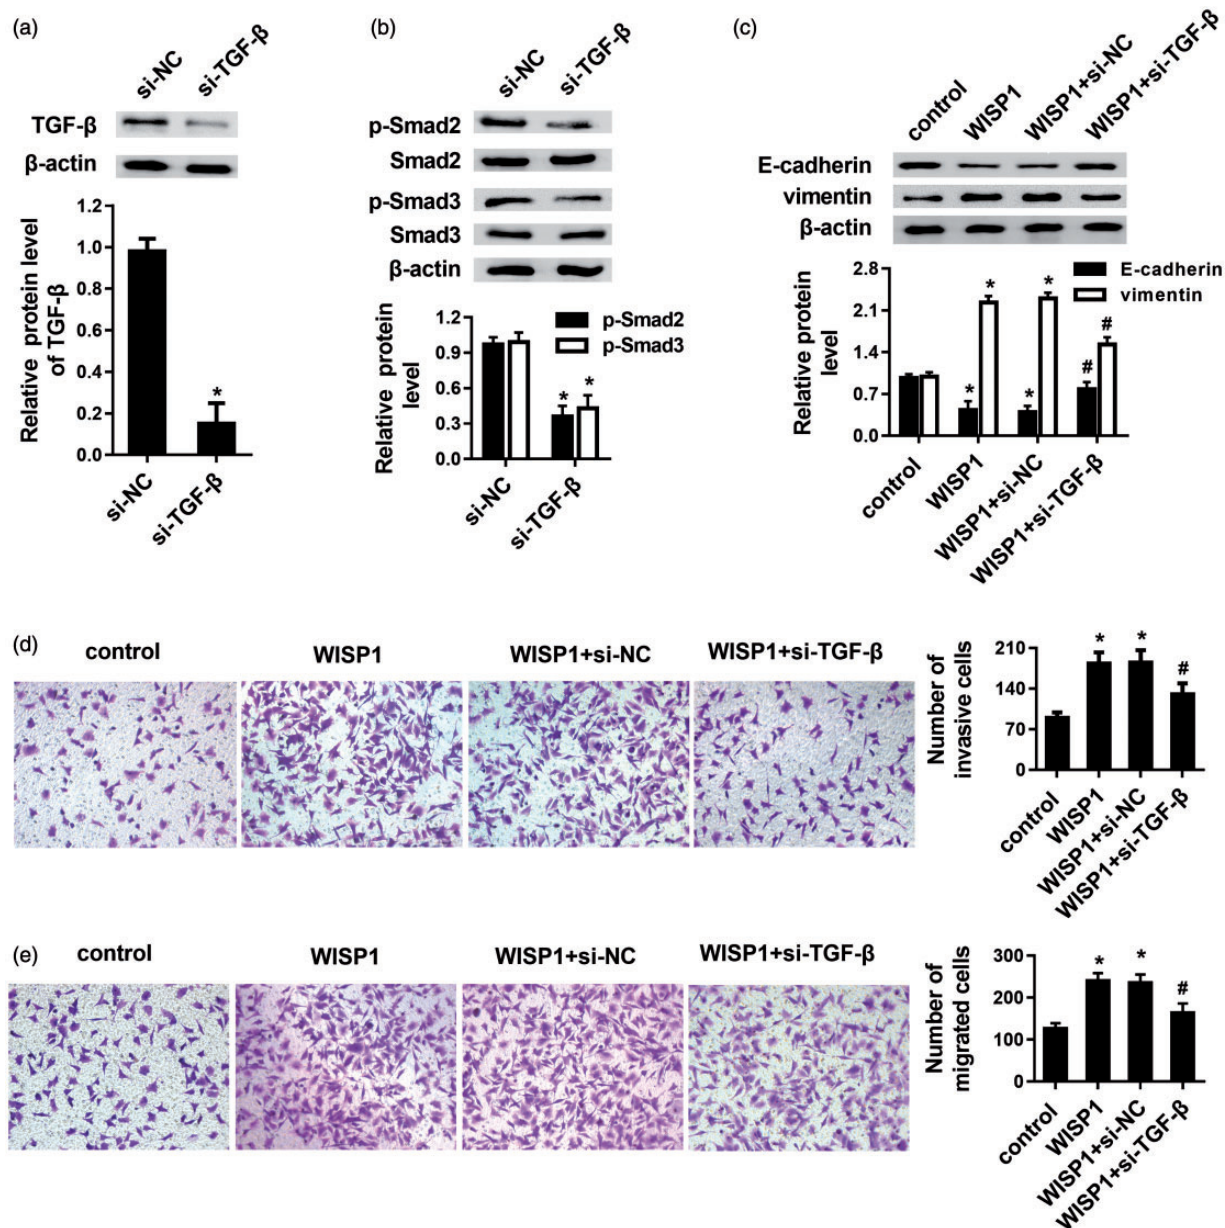 (a)
si-NC
si-TGF-β
TGF-β
β-actin
Relative protein level
of TGF-β
1.2
1.0
0.8
0.6
0.4
0.2
0.0
*
si-NC
si-TGF-β
(b)
si-NC
si-TGF-β
p-Smad2
Smad2
p-Smad3
Smad3
β-actin
Relative protein
level
1.2
0.9
0.6
0.3
0.0
p-Smad2
p-Smad3
* *
si-NC
si-TGF-β
(c)
control
WISP1
WISP1+si-NC
WISP1+si-TGF-β
E-cadherin
vimentin
β-actin
Relative protein
level
2.8
2.1
1.4
0.7
0.0
E-cadherin
vimentin
* * * * # #
control
WISP1
WISP1+si-NC
WISP1+si-TGF-β
(d)
control
WISP1
WISP1+si-NC
WISP1+si-TGF-β
Number of
invasive cells
210
140
70
0
* * #
control
WISP1
WISP1+si-NC
WISP1+si-TGF-β
(e)
control
WISP1
WISP1+si-NC
WISP1+si-TGF-β
Number of
migrated cells
300
200
100
0
* * #
control
WISP1
WISP1+si-NC
WISP1+si-TGF-β